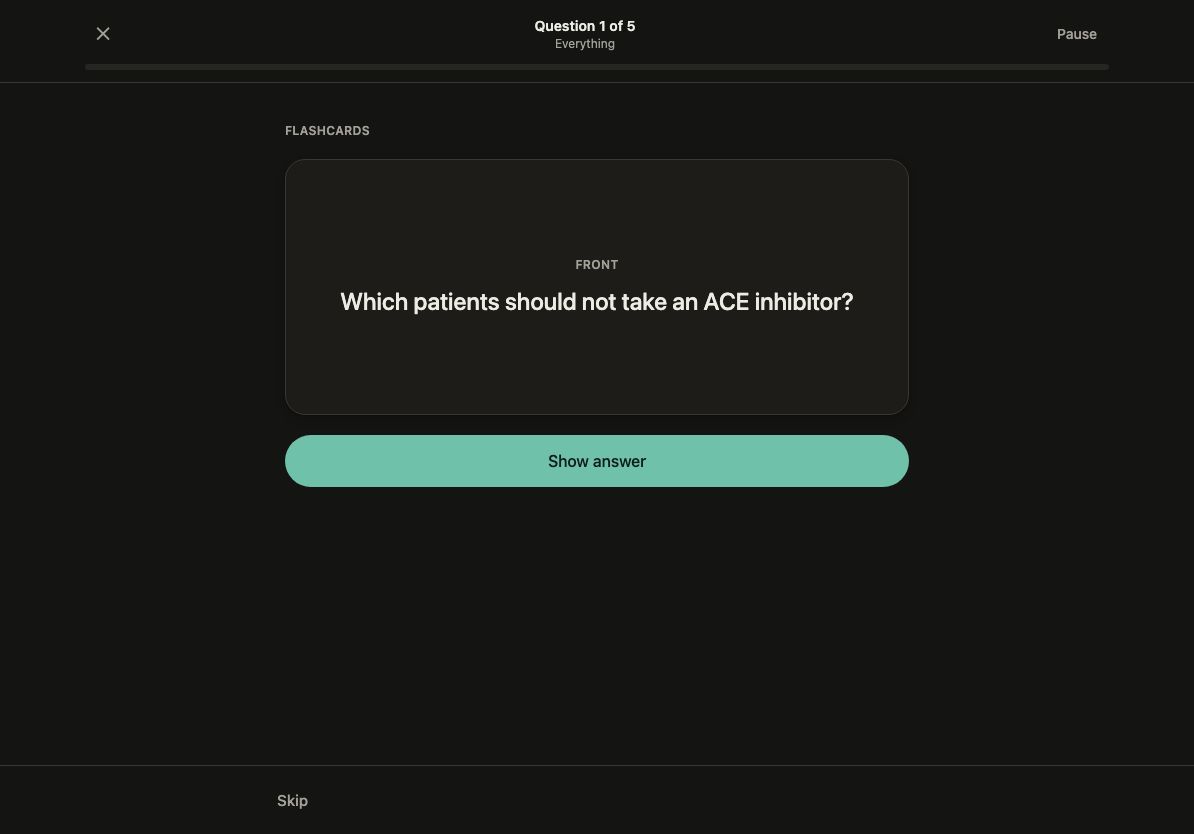 Question 1 of 5
Everything
Pause
FLASHCARDS
FRONT
Which patients should not take an ACE inhibitor?
Show answer
Skip